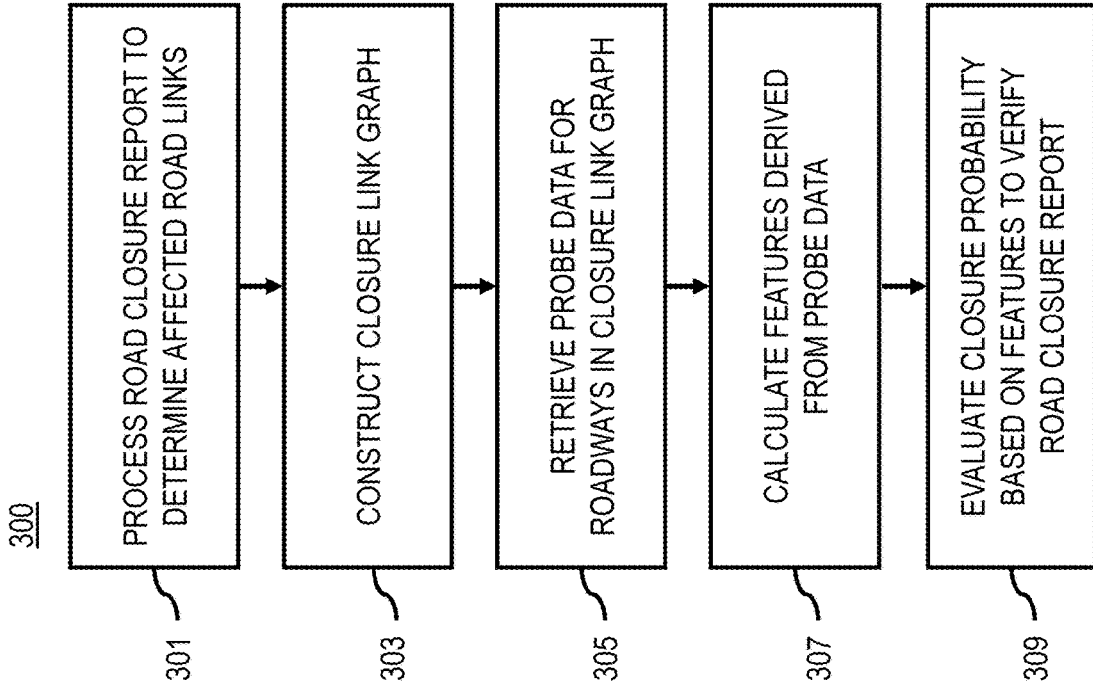 300
301
PROCESS ROAD CLOSURE REPORT TO
DETERMINE AFFECTED ROAD LINKS
303
CONSTRUCT CLOSURE LINK GRAPH
305
RETRIEVE PROBE DATA FOR
ROADWAYS IN CLOSURE LINK GRAPH
307
CALCULATE FEATURES DERIVED
FROM PROBE DATA
309
EVALUATE CLOSURE PROBABILITY
BASED ON FEATURES TO VERIFY
ROAD CLOSURE REPORT